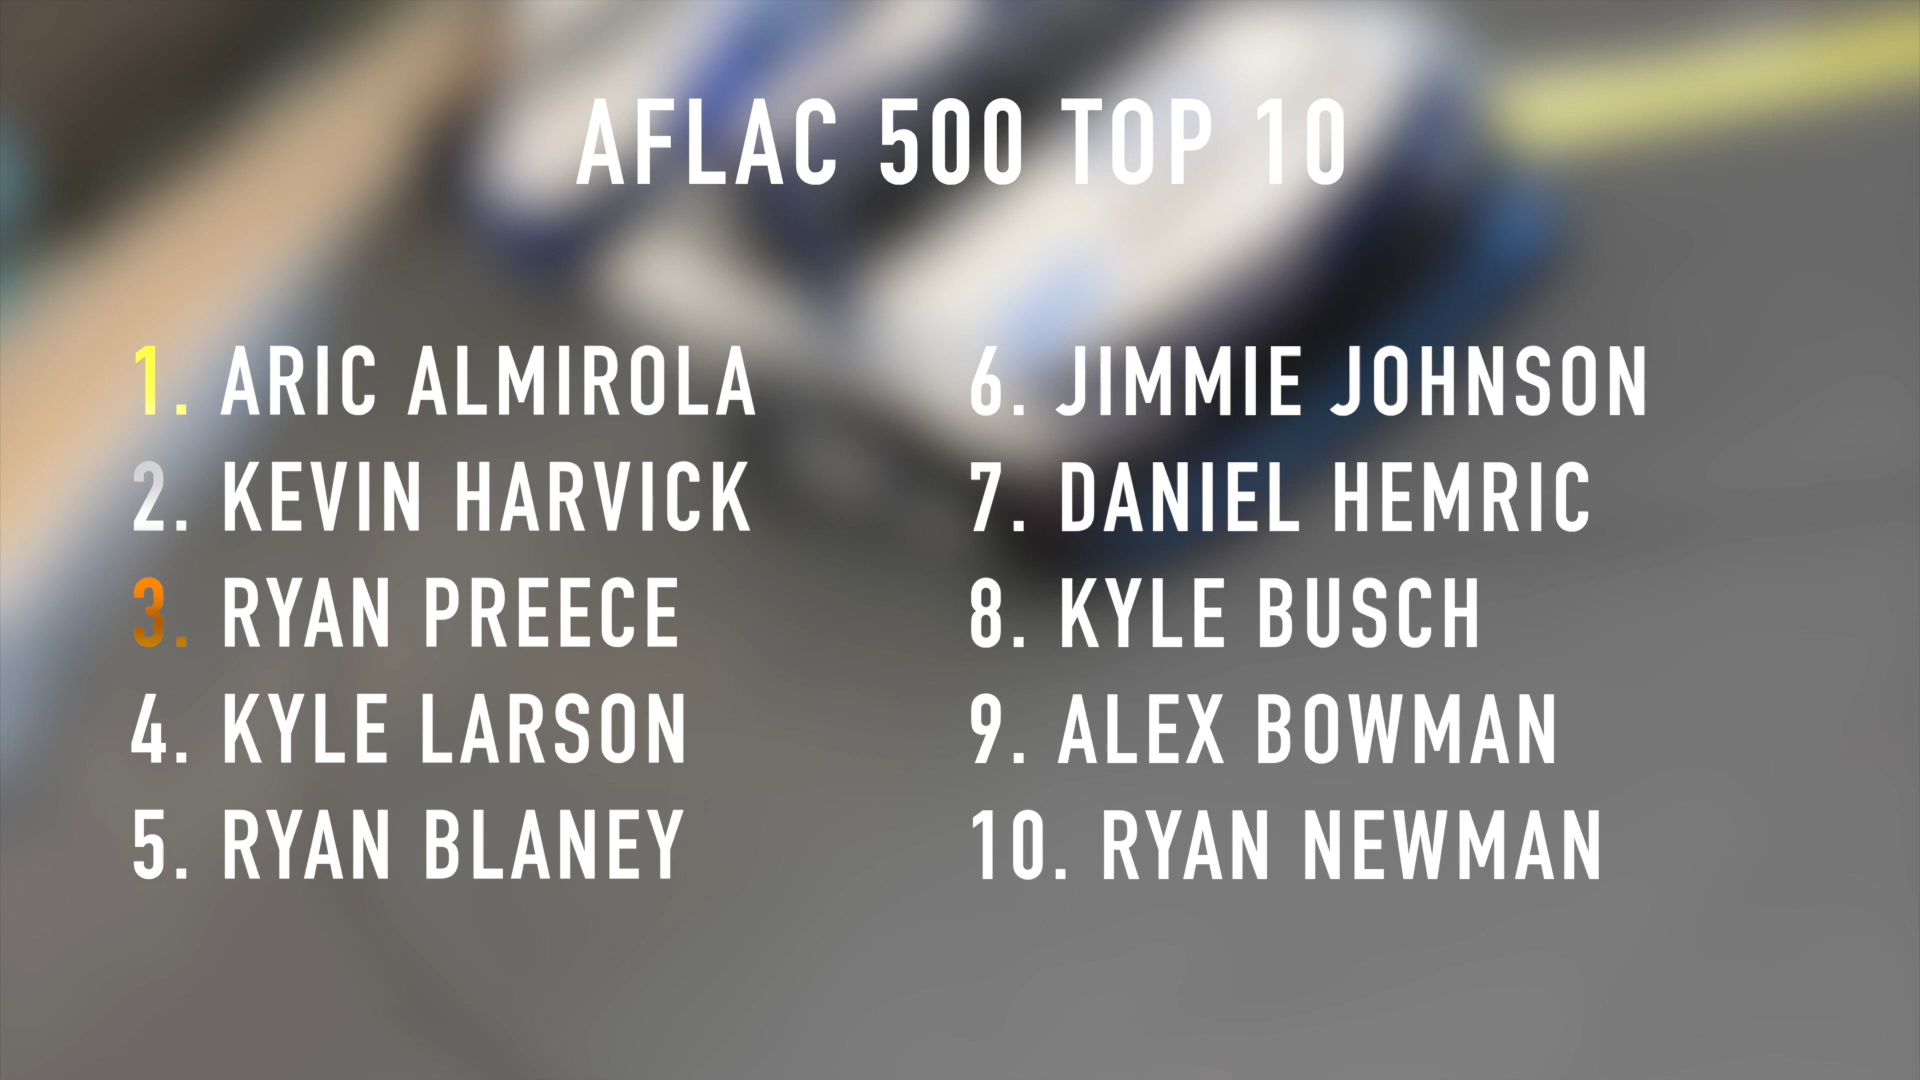 AFLAC 500 TOP 10
1. ARIC ALMIROLA
2. KEVIN HARVICK
3. RYAN PREECE
4. KYLE LARSON
5. RYAN BLANEY
6. JIMMIE JOHNSON
7. DANIEL HEMRIC
8. KYLE BUSCH
9. ALEX BOWMAN
10. RYAN NEWMAN